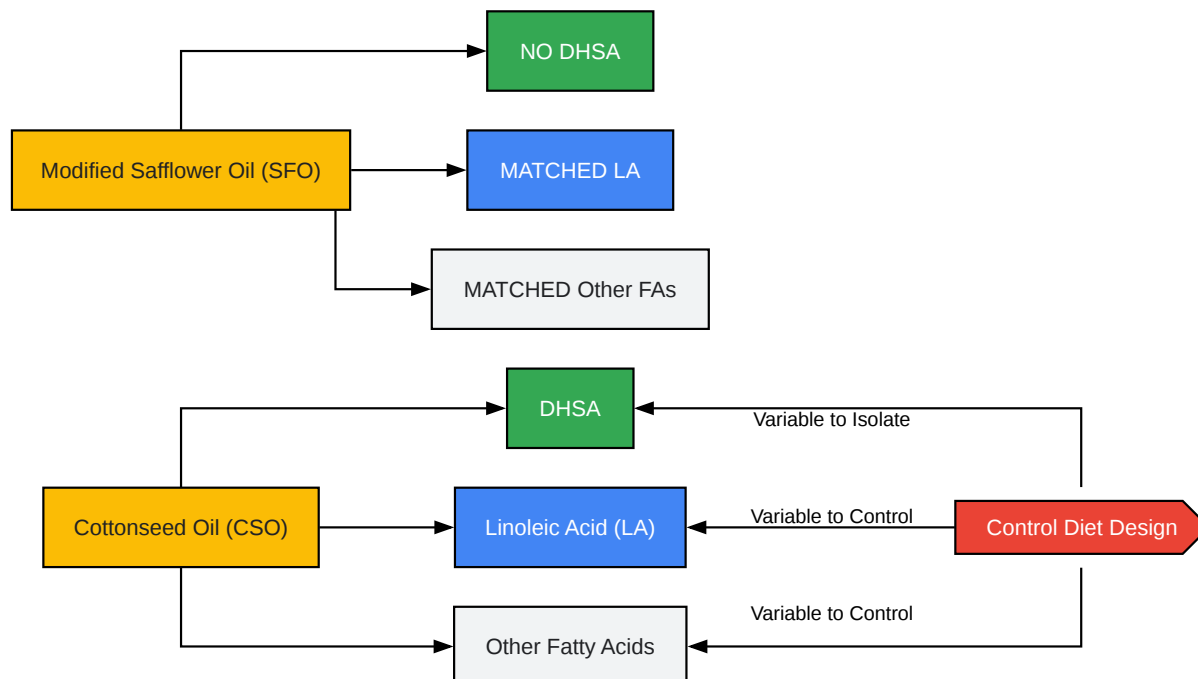 NO DHSA
Modified Safflower Oil (SFO)
MATCHED LA
MATCHED Other FAs
DHSA
Variable to Isolate
Cottonseed Oil (CSO)
Linoleic Acid (LA)
Variable to Control
Control Diet Design
Variable to Control
Other Fatty Acids